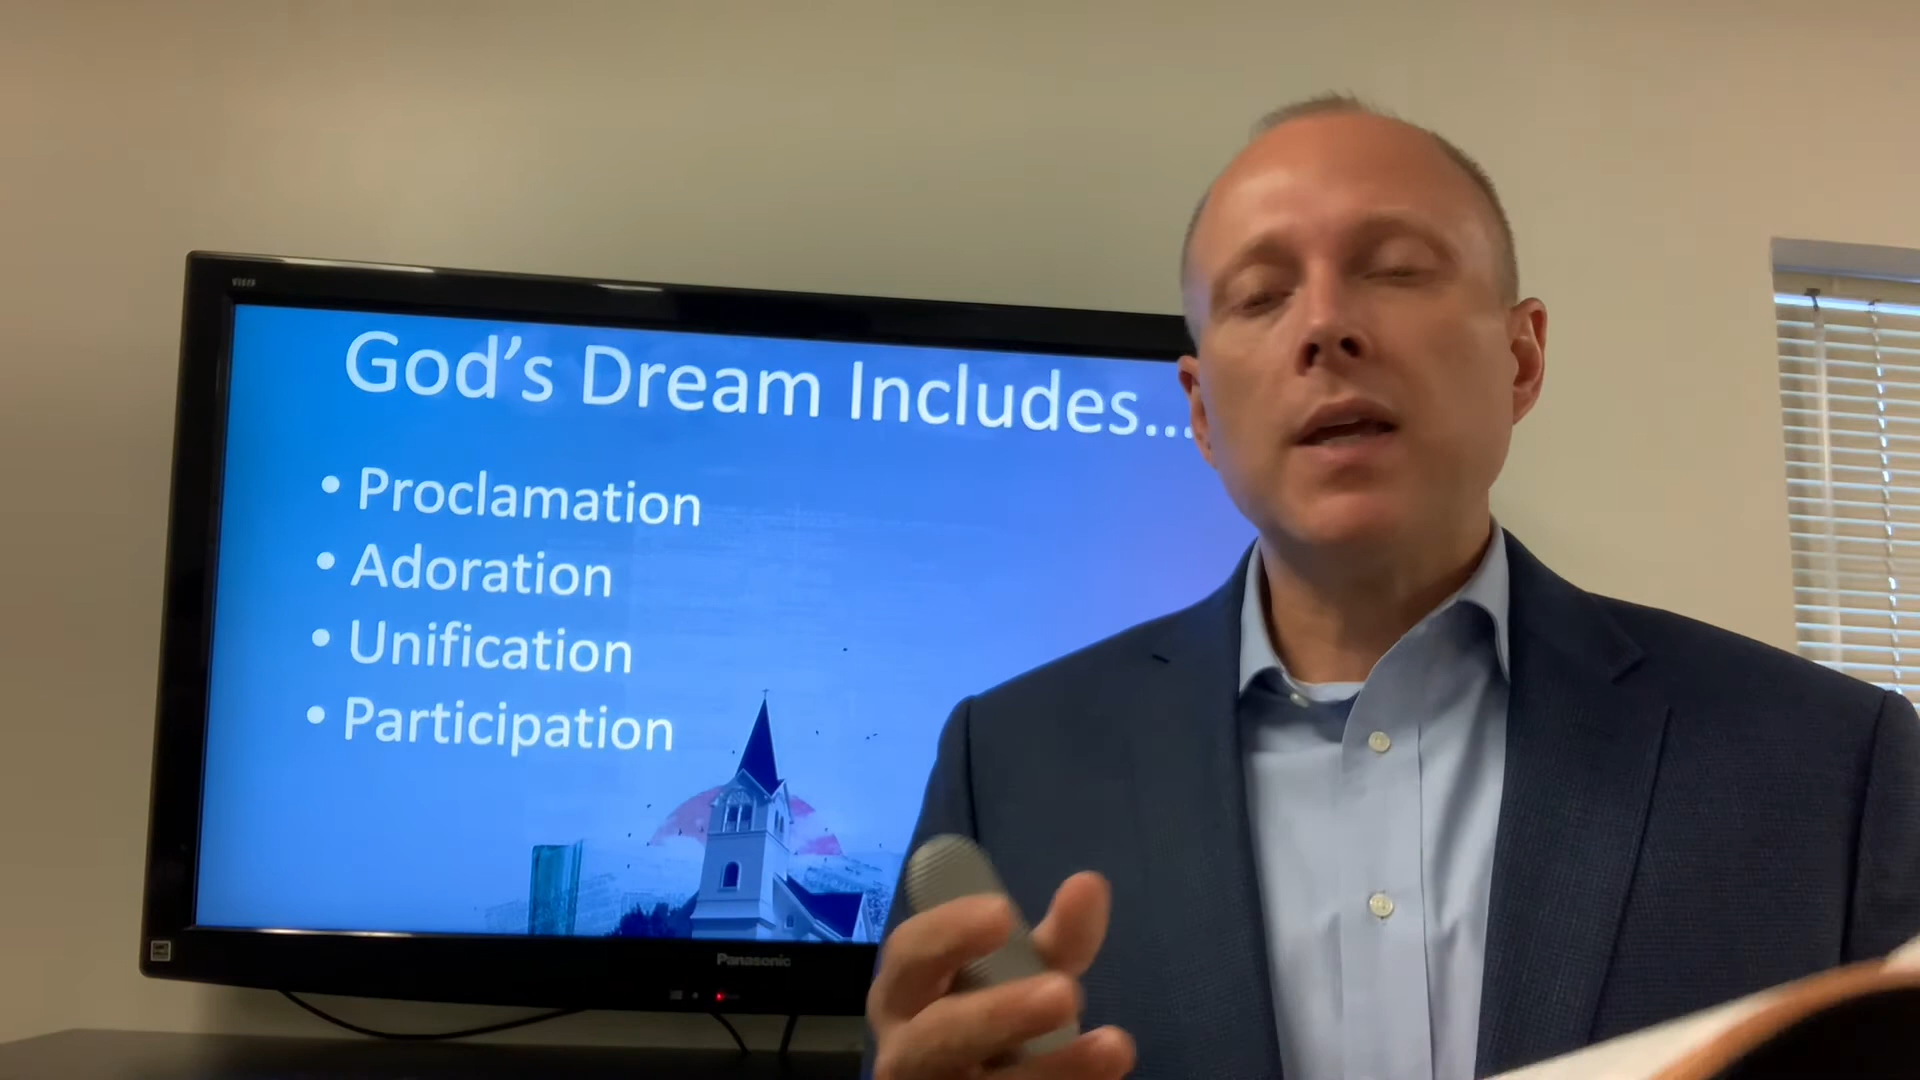 God’s Dream Includes...
• Proclamation
• Adoration
• Unification
• Participation
Panasonic